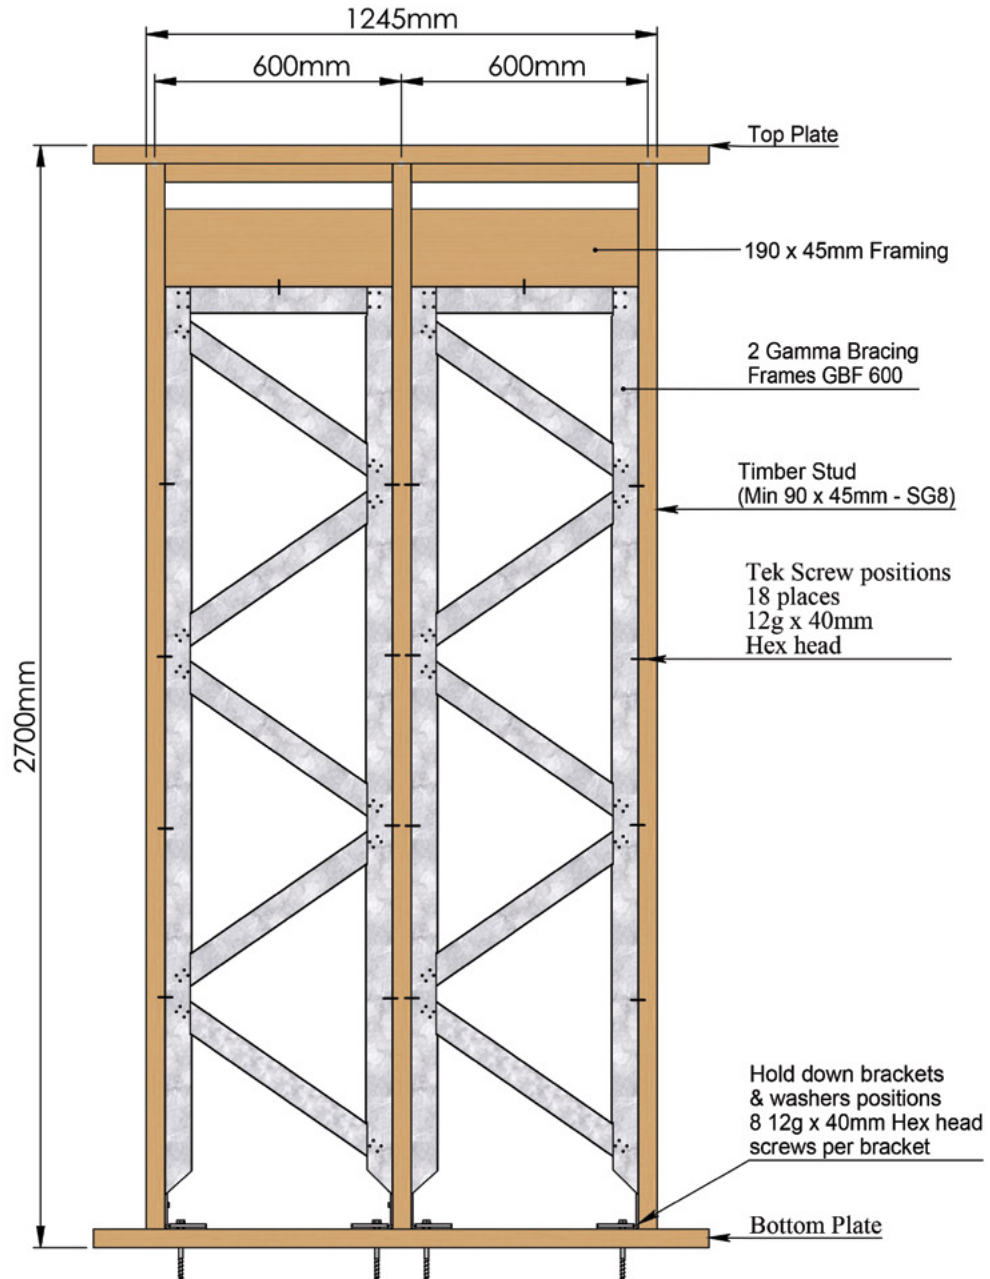 1245mm
600mm
600mm
Top Plate
190 x 45mm Framing
2 Gamma Bracing
Frames GBF 600
Timber Stud
(Min 90 x 45mm - SG8)
Tek Screw positions
18 places
12g x 40mm
Hex head
2700mm
Hold down brackets
& washers positions
8 12g x 40mm Hex head
screws per bracket
Bottom Plate